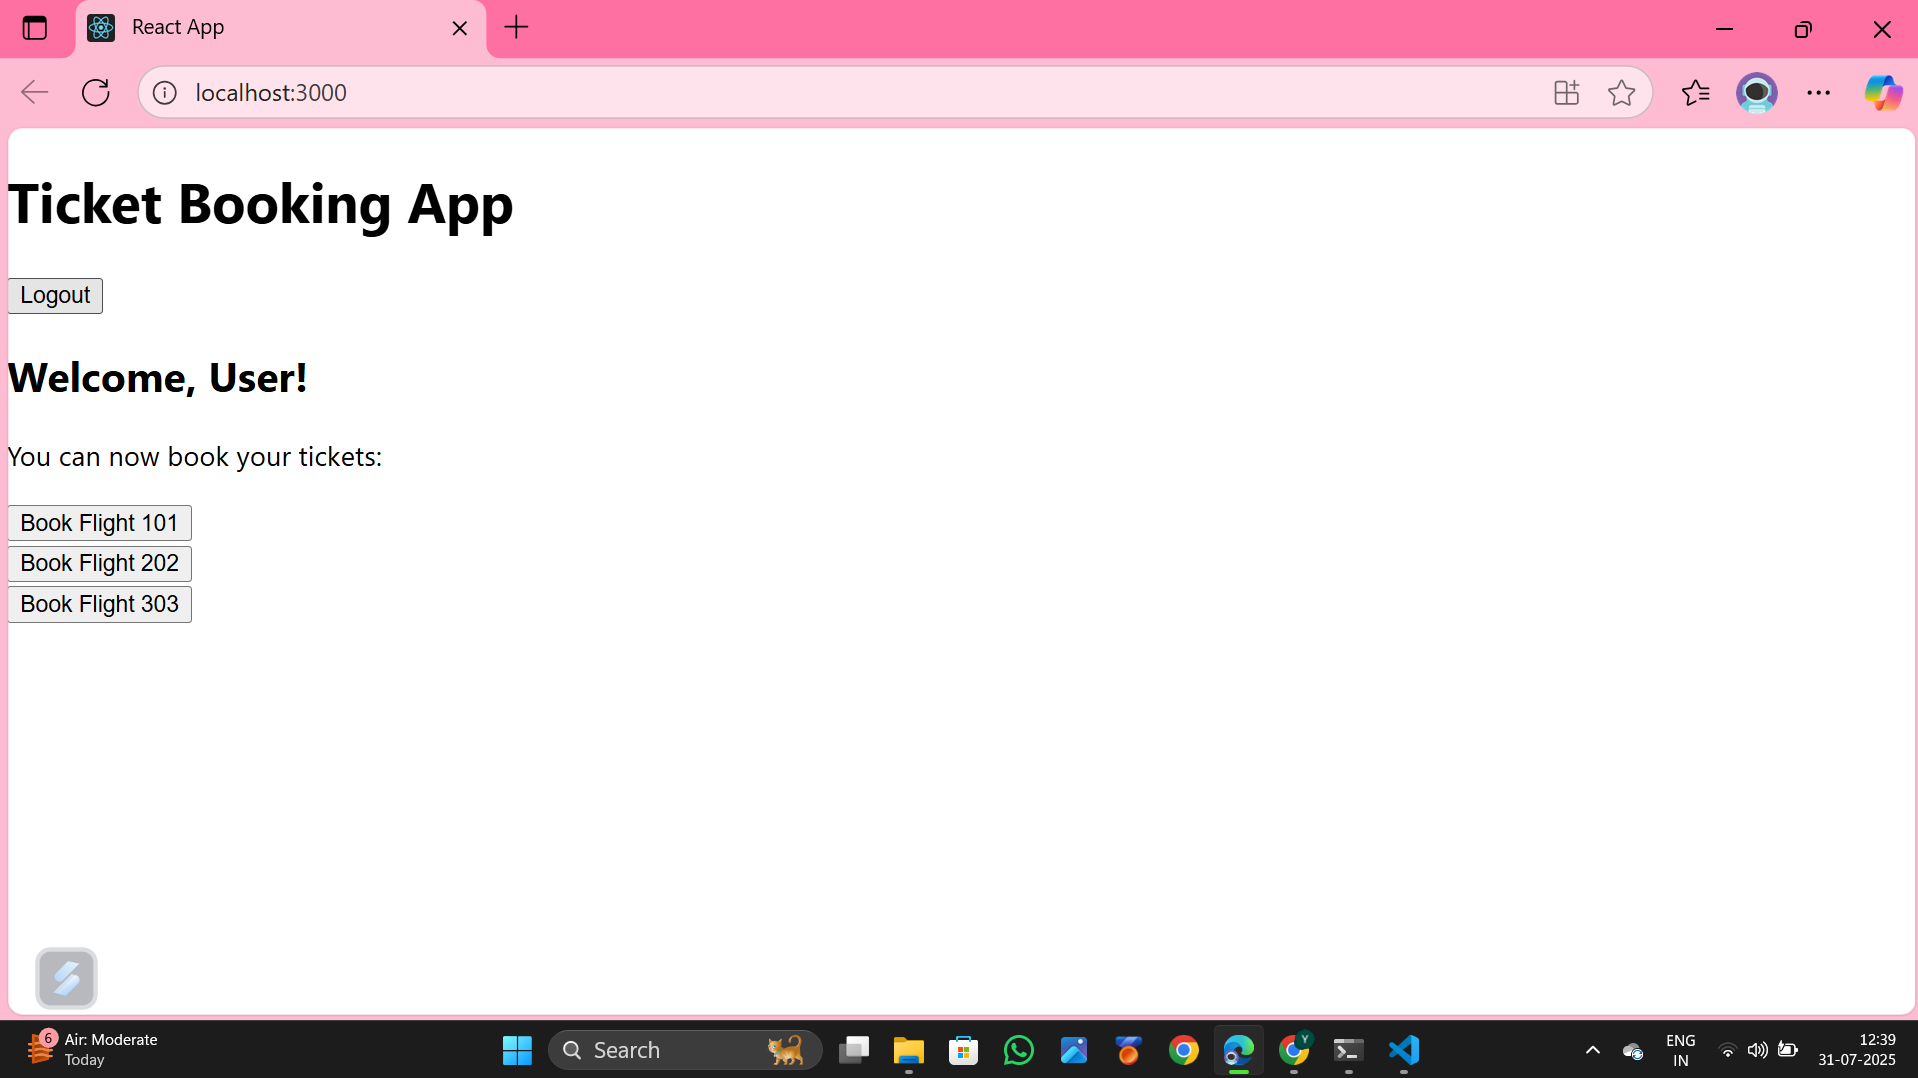 React App
localhost:3000
Ticket Booking App
Logout
Welcome, User!
You can now book your tickets:
Book Flight 101
Book Flight 202
Book Flight 303
6
Air: Moderate
Today
Search
Y
ENG
IN
12:39
31-07-2025